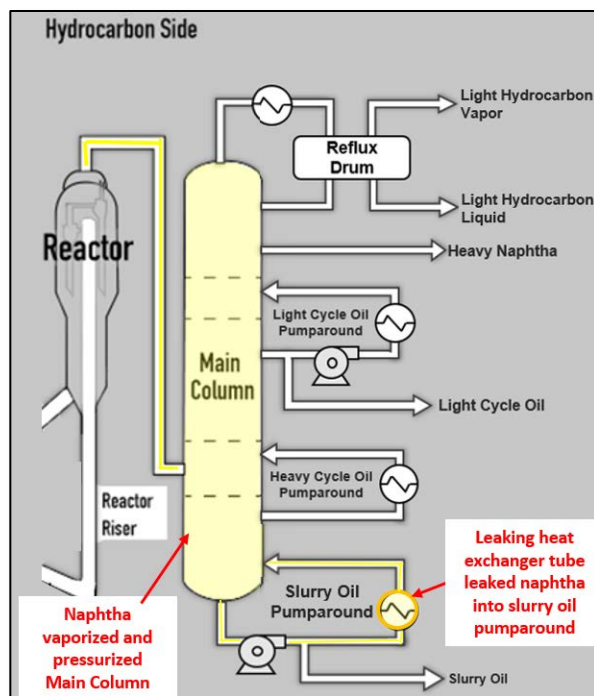 Hydrocarbon Side
Light Hydrocarbon
Vapor
Reflux
Drum
Light Hydrocarbon
Liquid
Reactor
Heavy Naphtha
Light Cycle Oil
Pumparound
Main
Column
Light Cycle Oil
Heavy Cycle Oil
Pumparound
Reactor
Riser
Leaking heat
exchanger tube
leaked naphtha
into slurry oil
pumparound
Slurry Oil
Pumparound
Naphtha
vaporized and
pressurized
Main Column
Slurry Oil